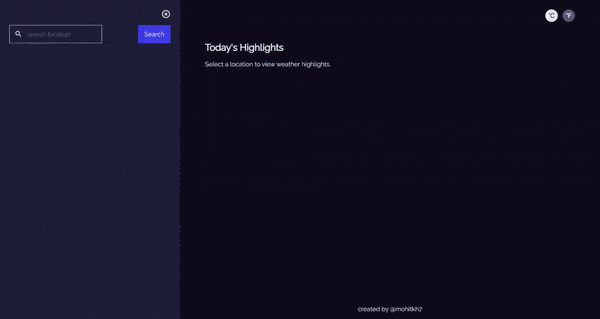 search location
Search
°C
°F
Today's Highlights
Select a location to view weather highlights.
created by @mohitkh7